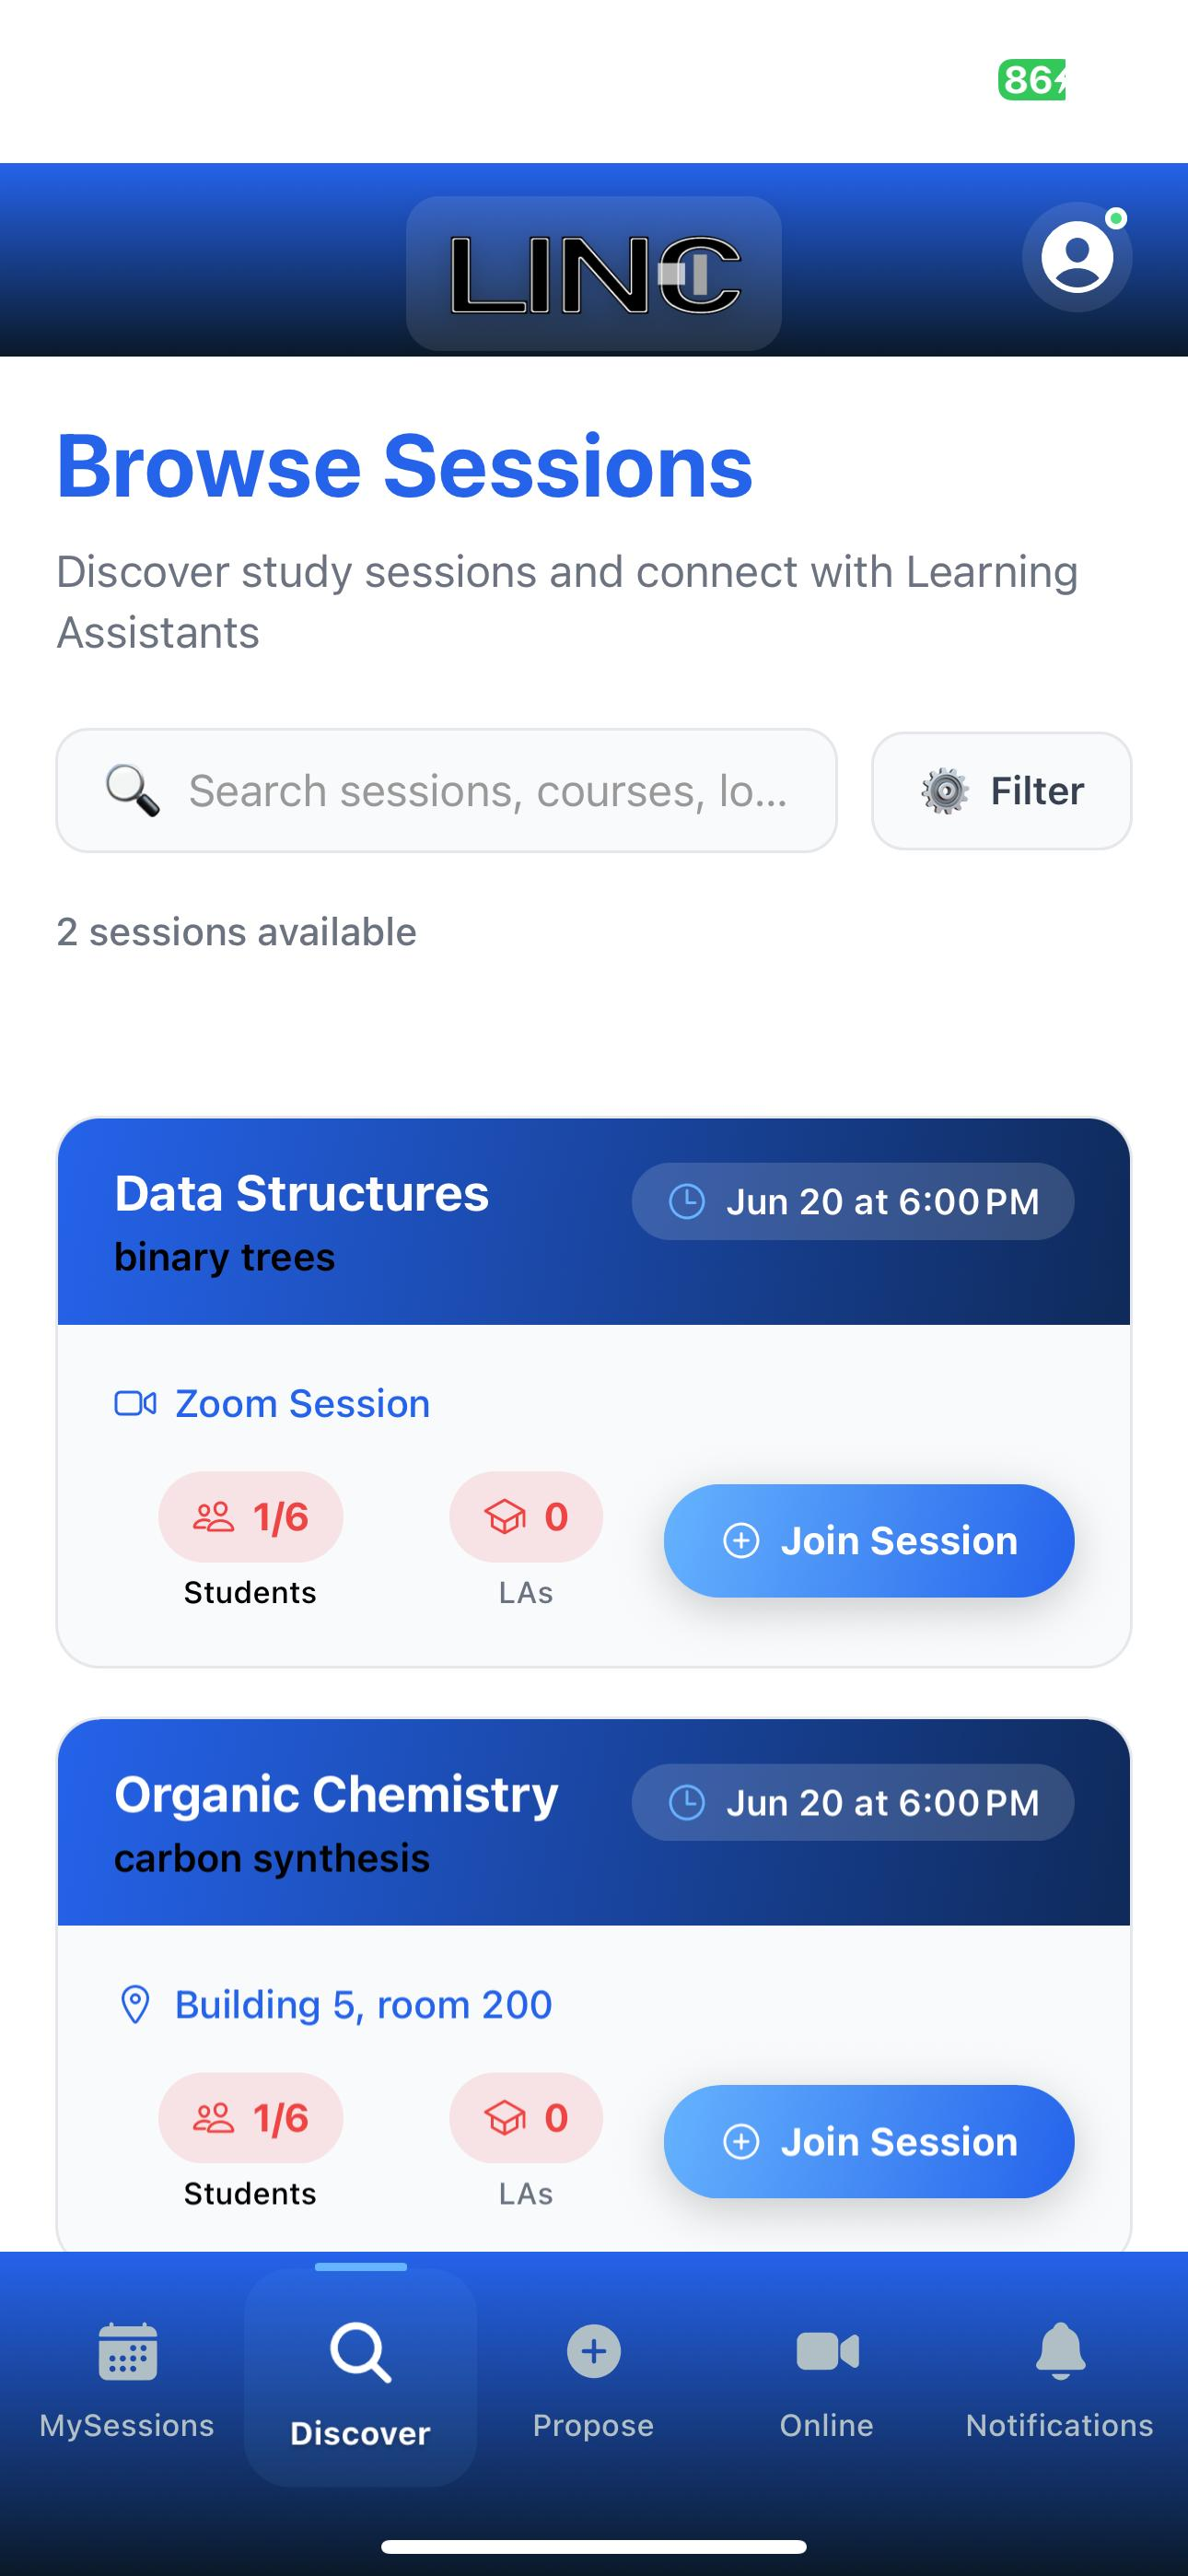 86
LINC
Browse Sessions
Discover study sessions and connect with Learning
Assistants
Search sessions, courses, lo...
Filter
2 sessions available
Data Structures
Jun 20 at 6:00 PM
binary trees
Zoom Session
1/6
0
Join Session
Students
LAs
Organic Chemistry
Jun 20 at 6:00 PM
carbon synthesis
Building 5, room 200
1/6
0
Join Session
Students
LAs
MySessions
Discover
Propose
Online
Notifications